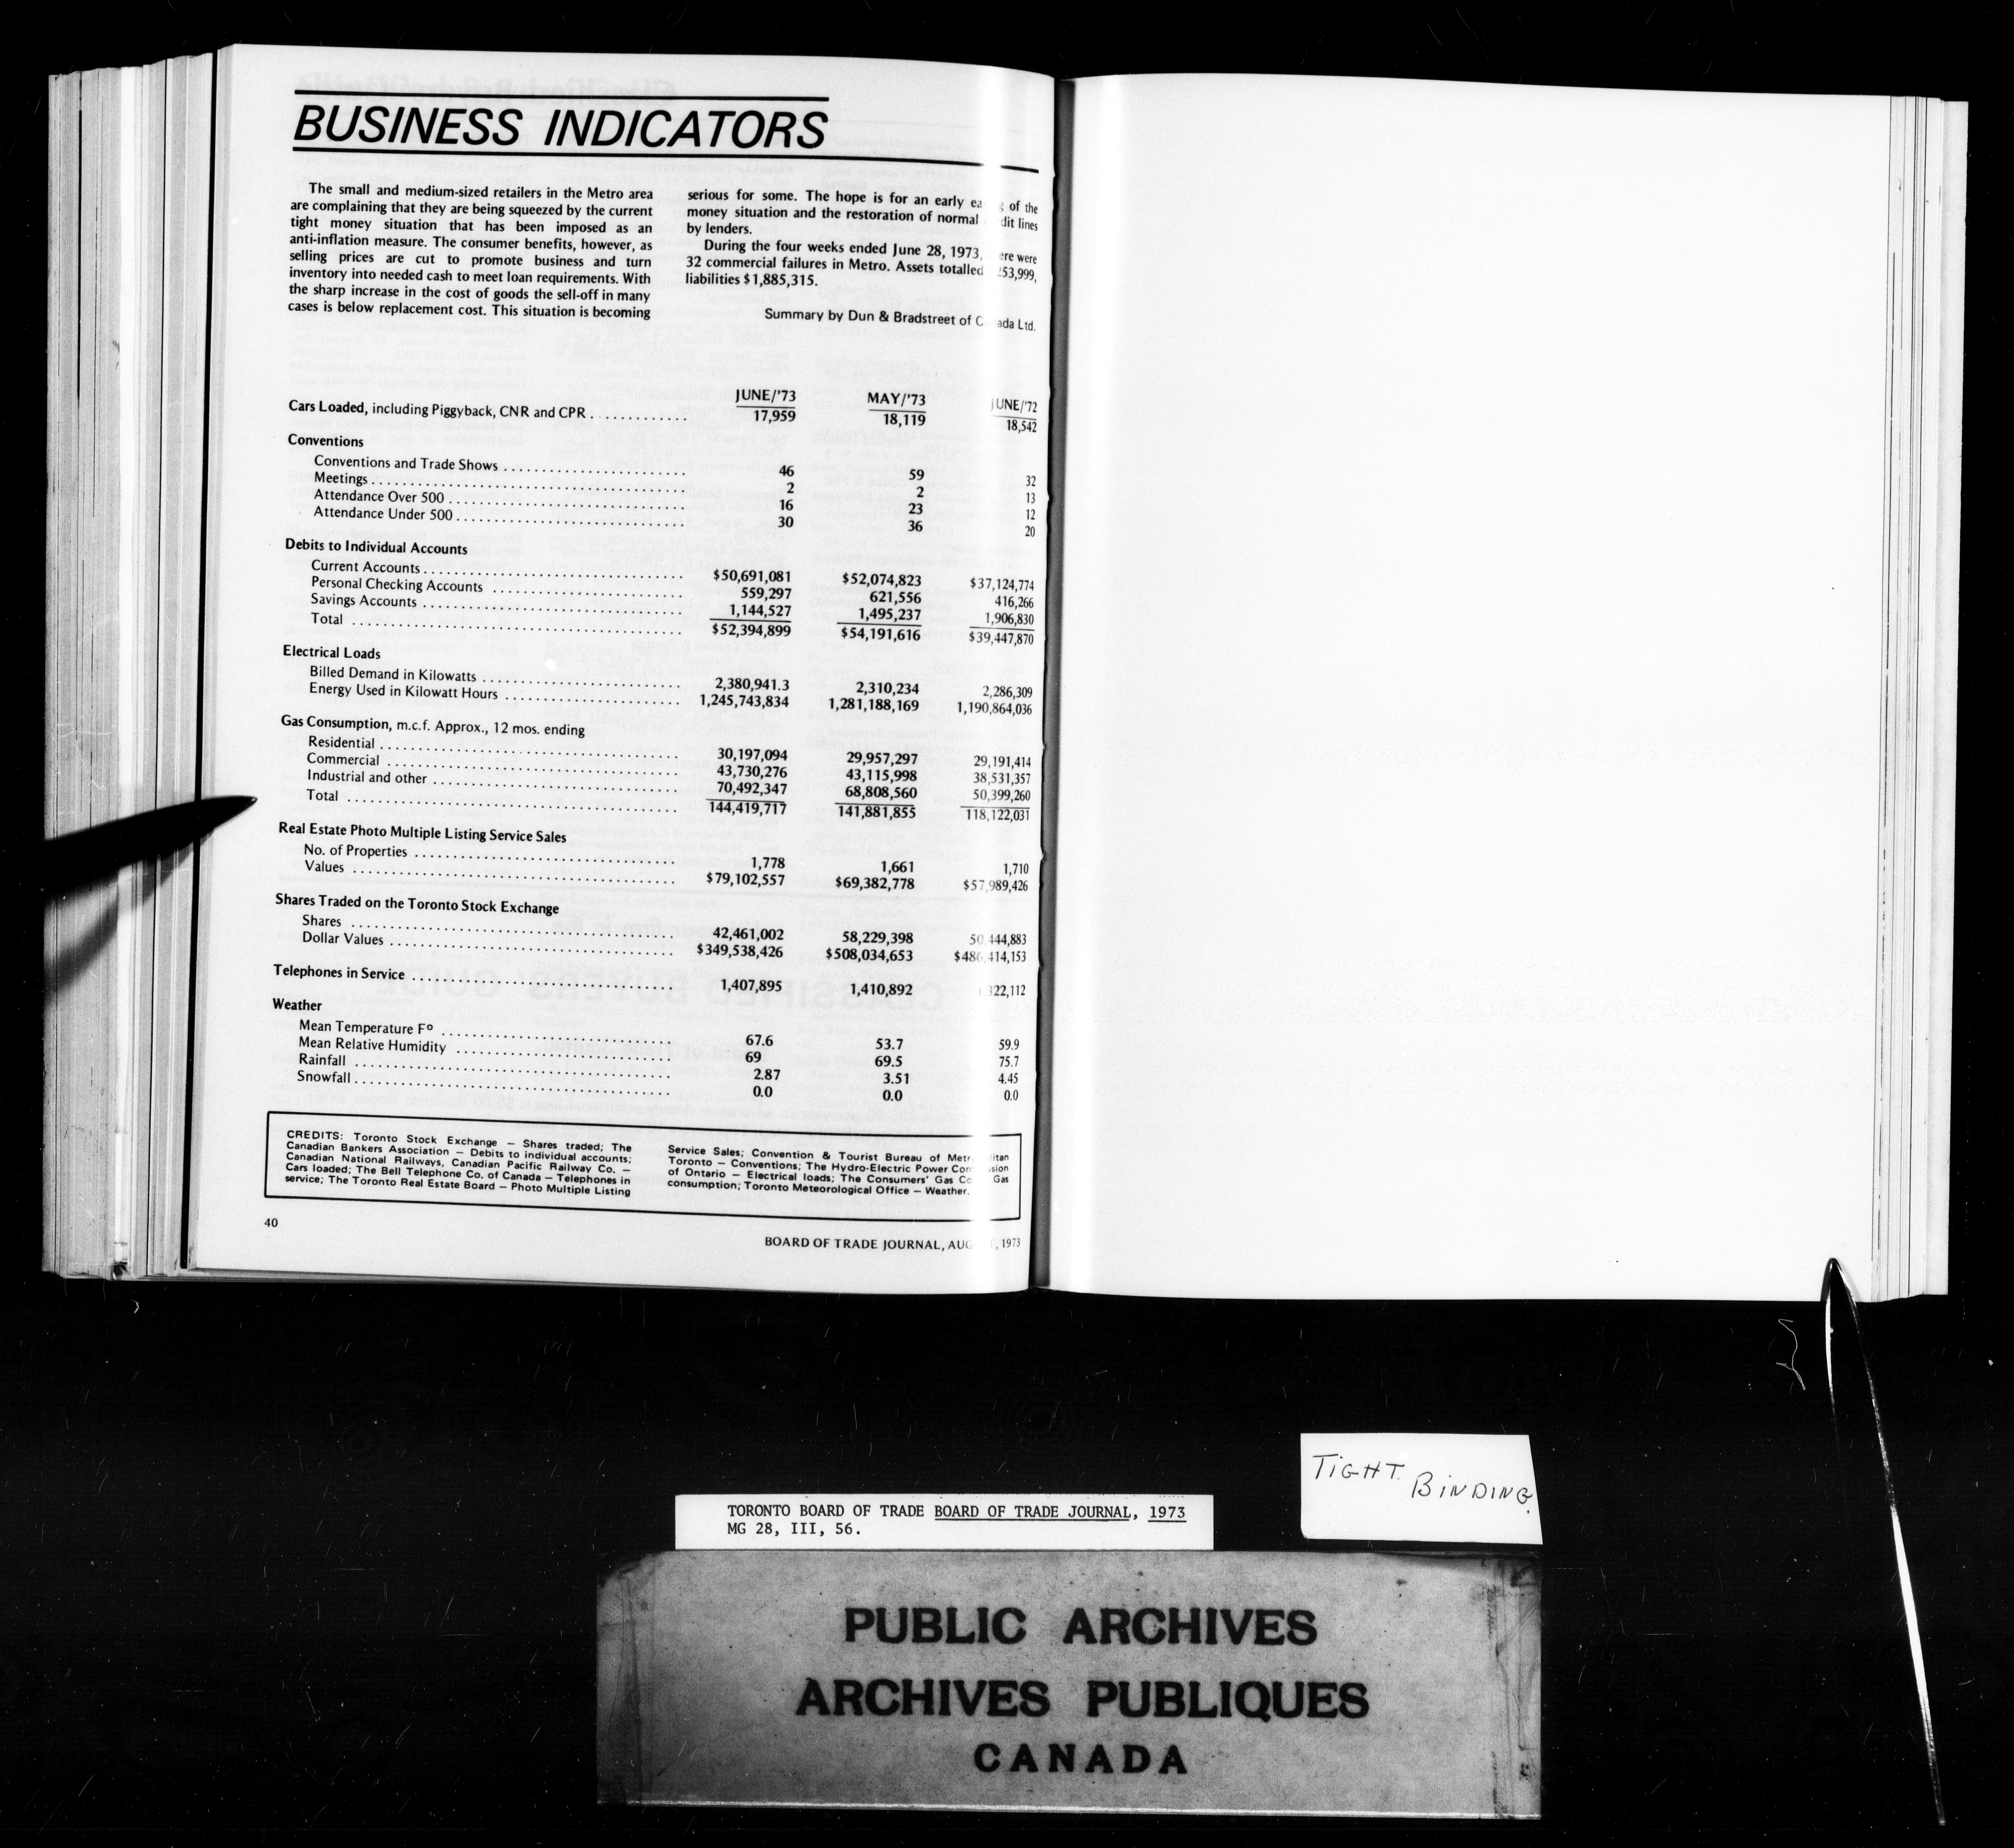 BUSINESS INDICATORS
The small and medium-sized retailers in the Metro area
are complaining that they are being squeezed by the current
tight money situation that has been imposed as an
anti-inflation measure. The consumer benefits, however, as
selling prices are cut to promote business and turn
inventory into needed cash to meet loan requirements. With
the sharp increase in the cost of goods the sell-off in many
cases is below replacement cost. This situation is becoming
serious for some. The hope is for an early of the
money situation and the restoration of normal lines
by lenders.
During the four weeks ended June 28, 1973, were
32 commercial failures in Metro. Assets totalled
liabilities $1,885,315.
Summary by Dun & Bradstreet of Ltd.
JUNE/'73 MAY/'73 JUNE/'72
Cars Loaded, including Piggyback, CNR and CPR ............. 17,959 18,119 18,542
Conventions
Conventions and Trade Shows ........................ 46 59 32
Meetings ......................................... 2 2 13
Attendance Over 500 ............................... 16 23 12
Attendance Under 500 .............................. 30 36 20
Debits to Individual Accounts
Current Accounts .................................. $50,691,081 $52,074,823 $37,124,774
Personal Checking Accounts ......................... 559,297 621,556 416,266
Savings Accounts .................................. 1,144,527 1,495,237 1,906,830
Total ........................................... $52,394,899 $54,191,616 $39,447,870
Electrical Loads
Billed Demand in Kilowatts .......................... 2,380,941.3 2,310,234 2,286,309
Energy Used in Kilowatt Hours ....................... 1,245,743,834 1,281,188,169 1,190,864,036
Gas Consumption, m.c.f. Approx., 12 mos. ending
Residential ....................................... 30,197,094 29,957,297 29,191,414
Commercial ...................................... 43,730,276 43,115,998 38,531,357
Industrial and other ................................ 70,492,347 68,808,560 50,399,260
Total ........................................... 144,419,717 141,881,855 118,122,031
Real Estate Photo Multiple Listing Service Sales
No. of Properties .................................. 1,778 1,661 1,710
Values .......................................... $79,102,557 $69,382,778 $57,989,426
Shares Traded on the Toronto Stock Exchange
Shares .......................................... 42,461,002 58,229,398 50,444,883
Dollar Values ..................................... $349,538,426 $508,034,653 $486,414,153
Telephones in Service .................................. 1,407,895 1,410,892
Weather
Mean Temperature Fº .............................. 67.6 53.7 59.9
Mean Relative Humidity ............................ 69 69.5 75.7
Rainfall ......................................... 2.87 3.51 4.45
Snowfall ......................................... 0.0 0.0 0.0
CREDITS: Toronto Stock Exchange — Shares traded; The
Canadian Bankers Association — Debits to individual accounts;
Canadian National Railways, Canadian Pacific Railway Co. —
Cars loaded; The Bell Telephone Co. of Canada — Telephones in
service; The Toronto Real Estate Board — Photo Multiple Listing
Service Sales; Convention & Tourist Bureau of
Toronto — Conventions; The Hydro-Electric Power
of Ontario — Electrical loads; The Consumers' Gas Gas
consumption; Toronto Meteorological Office — Weather.
40
BOARD OF TRADE JOURNAL, 1973
TIGHT BINDING.
TORONTO BOARD OF TRADE BOARD OF TRADE JOURNAL, 1973
MG 28, III, 56.
PUBLIC ARCHIVES
ARCHIVES PUBLIQUES
CANADA